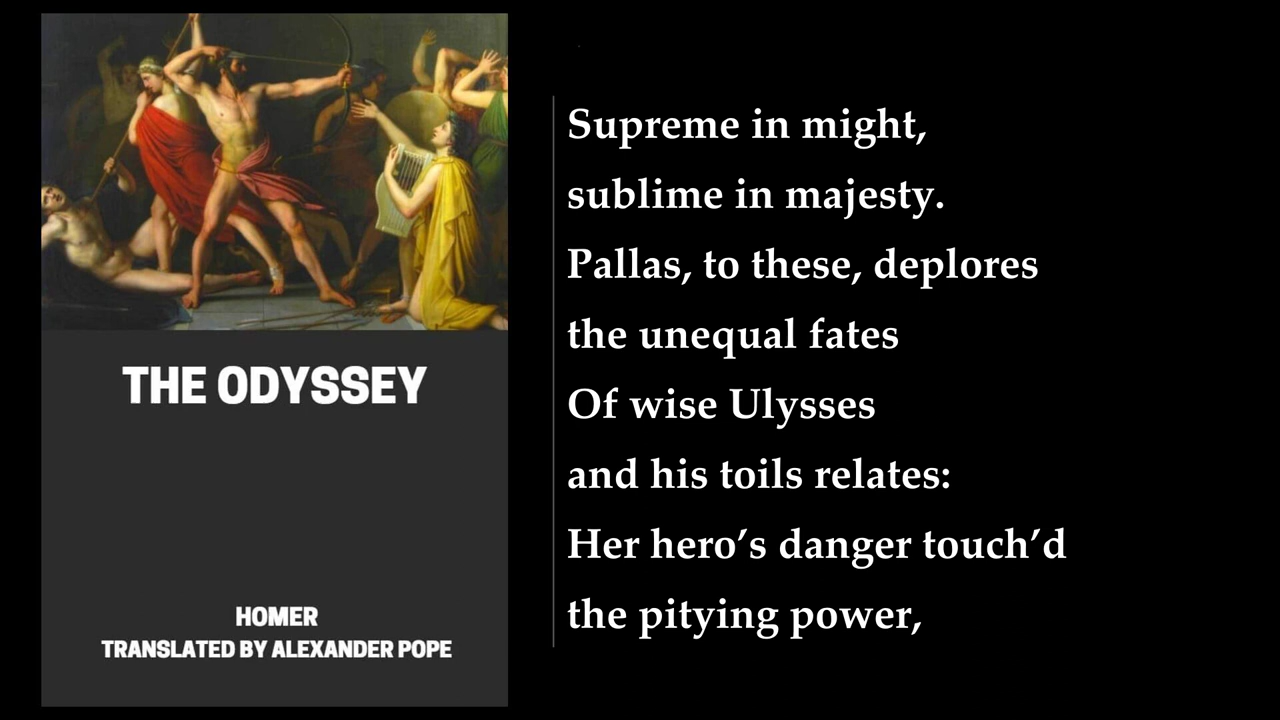 THE ODYSSEY
HOMER
TRANSLATED BY ALEXANDER POPE
Supreme in might,
sublime in majesty.
Pallas, to these, deplores
the unequal fates
Of wise Ulysses
and his toils relates:
Her hero’s danger touch’d
the pitying power,